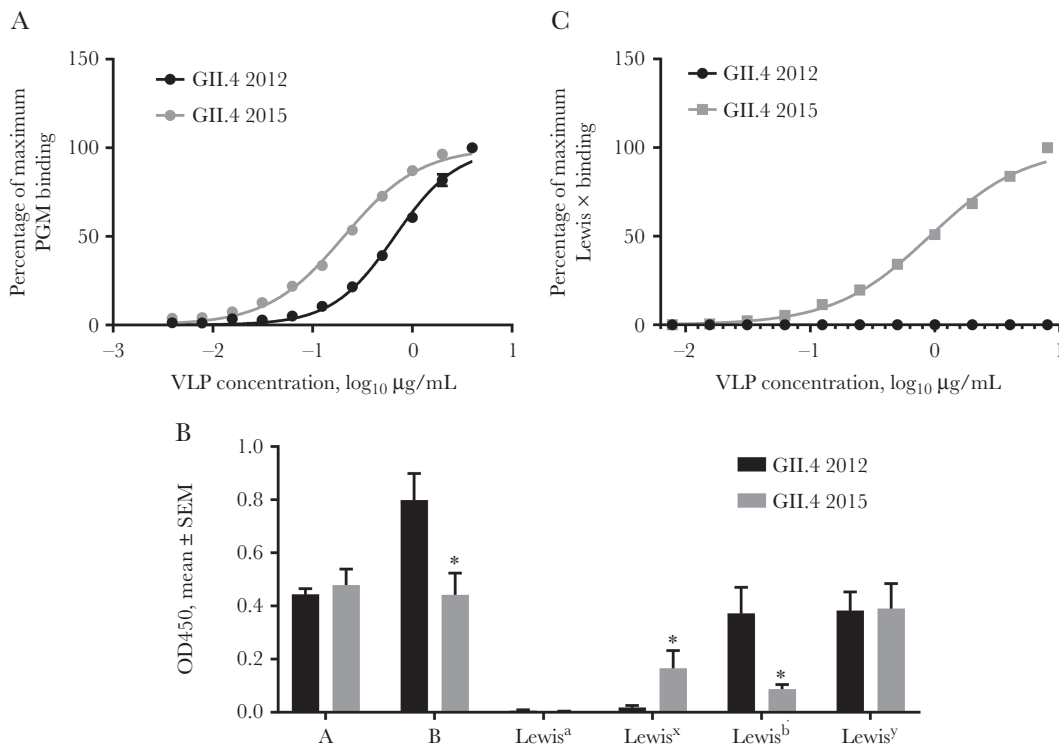 A
150
100
50
0
Percentage of maximum
PGM binding
GII.4 2012
GII.4 2015
−3
−2
−1
0
1
VLP concentration, log₁₀ µg/mL
C
150
100
50
0
Percentage of maximum
Lewis × binding
GII.4 2012
GII.4 2015
−2
−1
0
1
VLP concentration, log₁₀ µg/mL
B
1.0
0.8
0.6
0.4
0.2
0.0
OD450, mean ± SEM
GII.4 2012
GII.4 2015
*
*
*
A
B
Lewisᵃ
Lewisˣ
Lewisᵇ
Lewisʸ